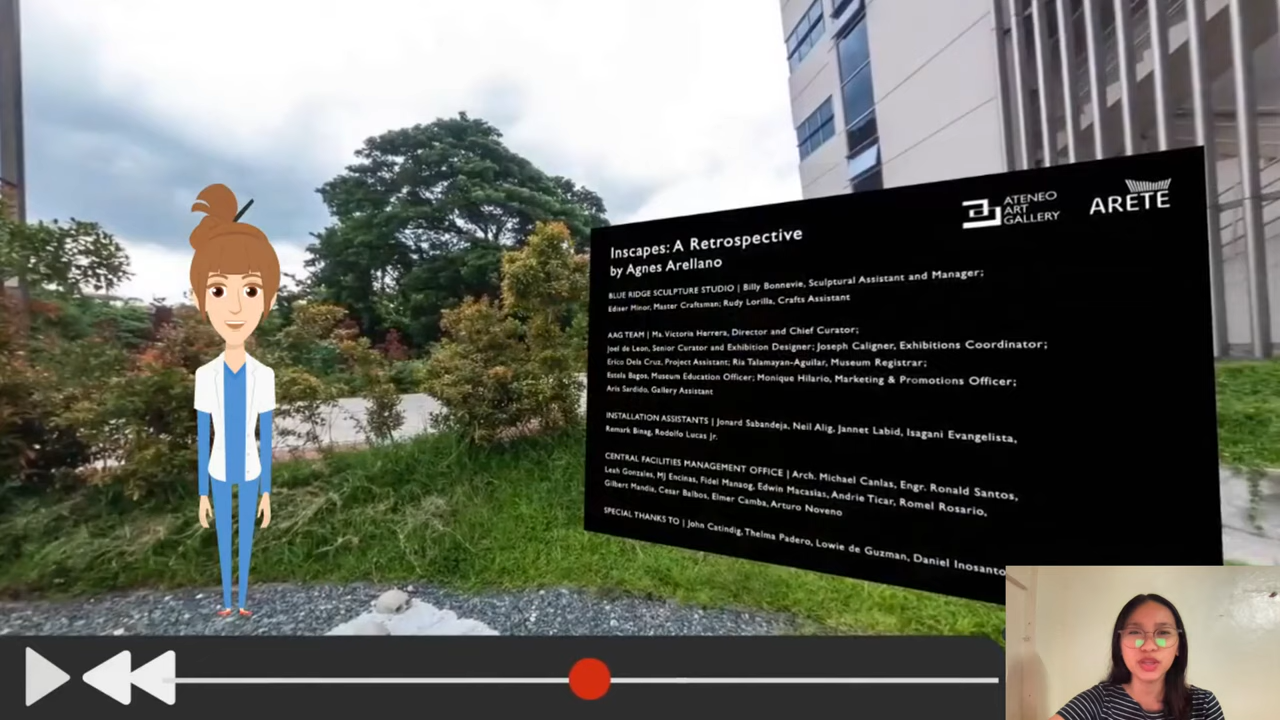 ATENEO
ART
GALLERY
ARETÉ
Inscapes: A Retrospective
by Agnes Arellano
BLUE RIDGE SCULPTURE STUDIO | Billy Bonnevie, Sculptural Assistant and Manager;
Ediser Minor, Master Craftsman; Rudy Lorilla, Crafts Assistant
AAG TEAM | Ma. Victoria Herrera, Director and Chief Curator;
Joel de Leon, Senior Curator and Exhibition Designer; Joseph Caligner, Exhibitions Coordinator;
Erico Dela Cruz, Project Assistant; Ria Talamayan-Aguilar, Museum Registrar;
Estela Bagos, Museum Education Officer; Monique Hilario, Marketing & Promotions Officer;
Aris Sardido, Gallery Assistant
INSTALLATION ASSISTANTS | Jonard Sabandeja, Neil Alig, Jannet Labid, Isagani Evangelista,
Remark Binag, Rodolfo Lucas Jr.
CENTRAL FACILITIES MANAGEMENT OFFICE | Arch. Michael Canlas, Engr. Ronald Santos,
Leah Gonzales, MJ Encinas, Fidel Manaog, Edwin Macasias, Andrie Ticar, Romel Rosario,
Gilbert Mandia, Cesar Balbos, Elmer Camba, Arturo Noveno
SPECIAL THANKS TO | John Catindig, Thelma Padero, Lowie de Guzman, Daniel Inosanto